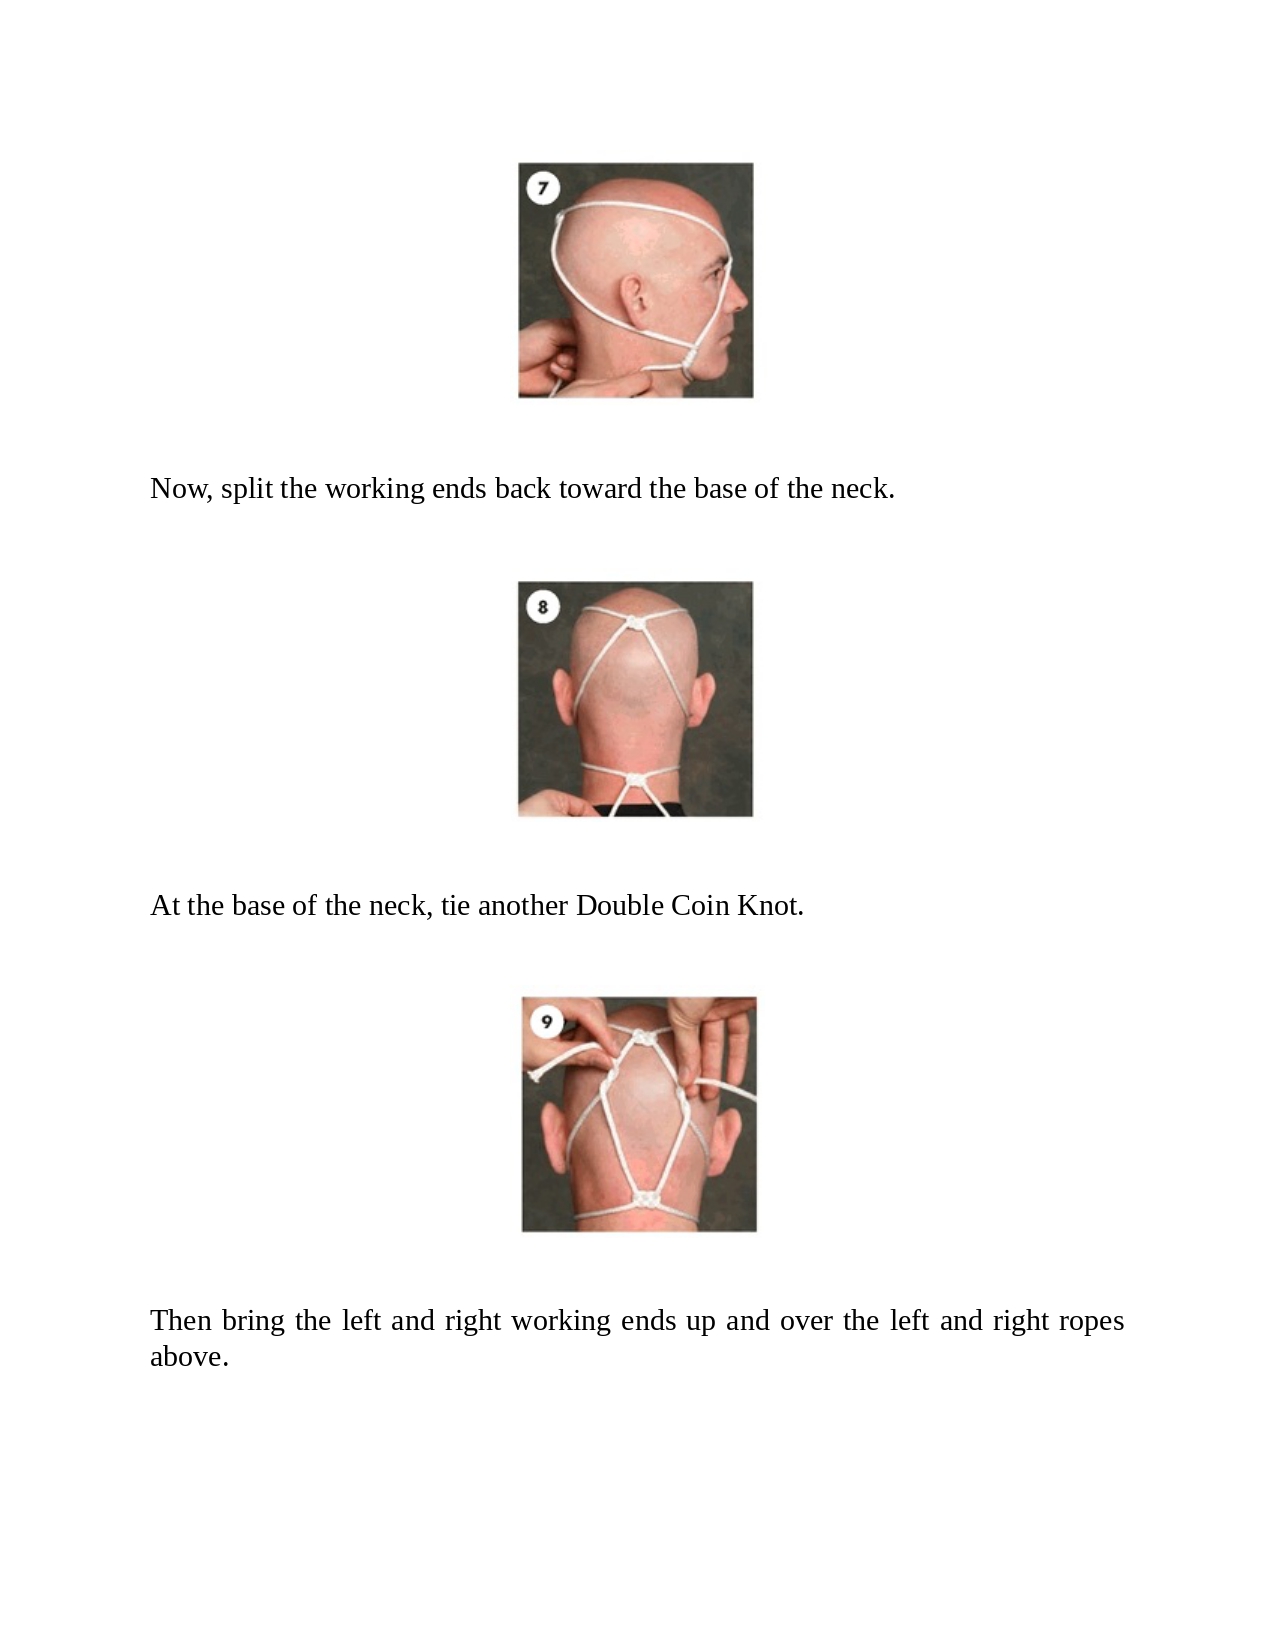 7
Now, split the working ends back toward the base of the neck.
8
At the base of the neck, tie another Double Coin Knot.
9
Then bring the left and right working ends up and over the left and right ropes
above.